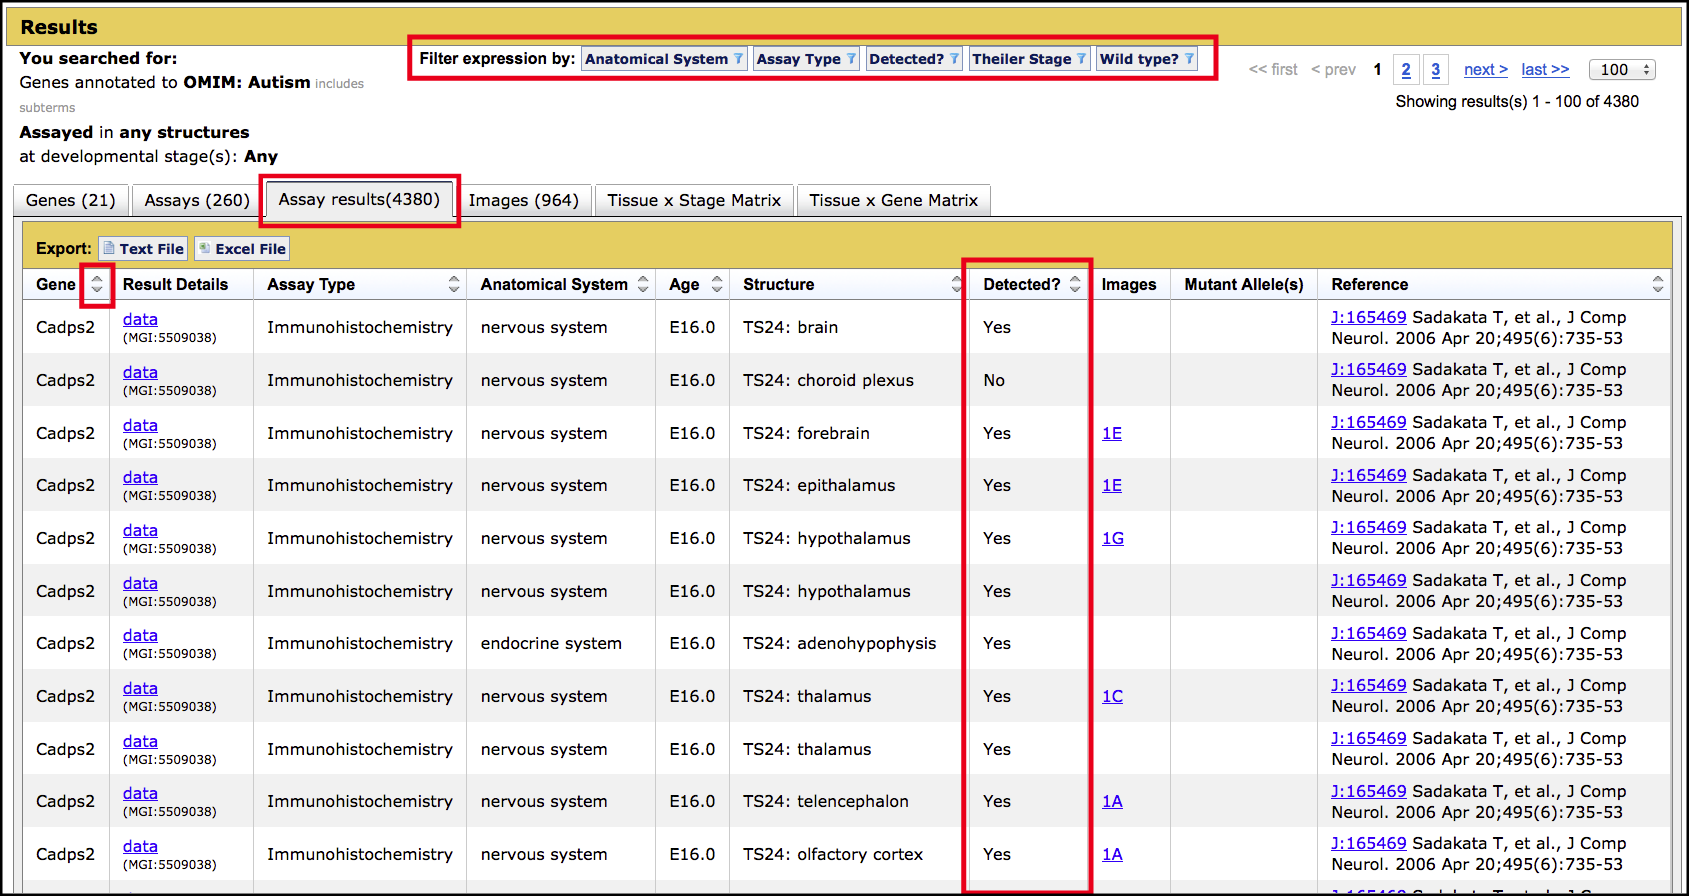 Results
You searched for:
Genes annotated to OMIM: Autism includes
subterms
Assayed in any structures
at developmental stage(s): Any
Filter expression by: Anatomical System Assay Type Detected? Theiler Stage Wild type?
<< first < prev 1 2 3 next > last >> 100
Showing results(s) 1 - 100 of 4380
Genes (21) Assays (260) Assay results(4380) Images (964) Tissue x Stage Matrix Tissue x Gene Matrix
Export: Text File Excel File
Gene Result Details Assay Type Anatomical System Age Structure Detected? Images Mutant Allele(s) Reference
Cadps2 data (MGI:5509038) Immunohistochemistry nervous system E16.0 TS24: brain Yes J:165469 Sadakata T, et al., J Comp
Neurol. 2006 Apr 20;495(6):735-53
Cadps2 data (MGI:5509038) Immunohistochemistry nervous system E16.0 TS24: choroid plexus No J:165469 Sadakata T, et al., J Comp
Neurol. 2006 Apr 20;495(6):735-53
Cadps2 data (MGI:5509038) Immunohistochemistry nervous system E16.0 TS24: forebrain Yes 1E J:165469 Sadakata T, et al., J Comp
Neurol. 2006 Apr 20;495(6):735-53
Cadps2 data (MGI:5509038) Immunohistochemistry nervous system E16.0 TS24: epithalamus Yes 1E J:165469 Sadakata T, et al., J Comp
Neurol. 2006 Apr 20;495(6):735-53
Cadps2 data (MGI:5509038) Immunohistochemistry nervous system E16.0 TS24: hypothalamus Yes 1G J:165469 Sadakata T, et al., J Comp
Neurol. 2006 Apr 20;495(6):735-53
Cadps2 data (MGI:5509038) Immunohistochemistry nervous system E16.0 TS24: hypothalamus Yes J:165469 Sadakata T, et al., J Comp
Neurol. 2006 Apr 20;495(6):735-53
Cadps2 data (MGI:5509038) Immunohistochemistry endocrine system E16.0 TS24: adenohypophysis Yes J:165469 Sadakata T, et al., J Comp
Neurol. 2006 Apr 20;495(6):735-53
Cadps2 data (MGI:5509038) Immunohistochemistry nervous system E16.0 TS24: thalamus Yes 1C J:165469 Sadakata T, et al., J Comp
Neurol. 2006 Apr 20;495(6):735-53
Cadps2 data (MGI:5509038) Immunohistochemistry nervous system E16.0 TS24: thalamus Yes J:165469 Sadakata T, et al., J Comp
Neurol. 2006 Apr 20;495(6):735-53
Cadps2 data (MGI:5509038) Immunohistochemistry nervous system E16.0 TS24: telencephalon Yes 1A J:165469 Sadakata T, et al., J Comp
Neurol. 2006 Apr 20;495(6):735-53
Cadps2 data (MGI:5509038) Immunohistochemistry nervous system E16.0 TS24: olfactory cortex Yes 1A J:165469 Sadakata T, et al., J Comp
Neurol. 2006 Apr 20;495(6):735-53